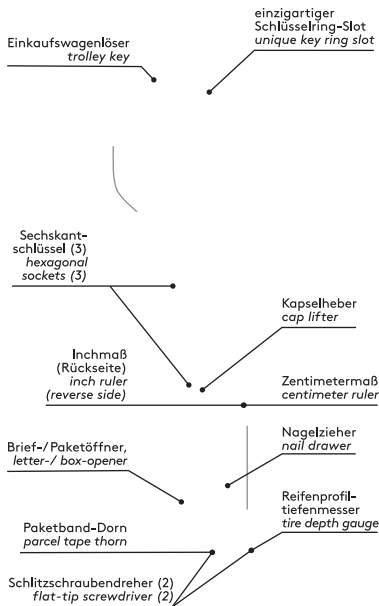 einzigartiger
Schlüsselring-Slot
unique key ring slot
Einkaufswagenlöser
trolley key
Sechskant-
schlüssel (3)
hexagonal
sockets (3)
Kapselheber
cap lifter
Inchmaß
(Rückseite)
inch ruler
(reverse side)
Zentimetermaß
centimeter ruler
Nagelzieher
nail drawer
Brief-/Paketöffner,
letter-/ box-opener
Reifenprofil-
tiefenmesser
tire depth gauge
Paketband-Dorn
parcel tape thorn
Schlitzschraubendreher (2)
flat-tip screwdriver (2)